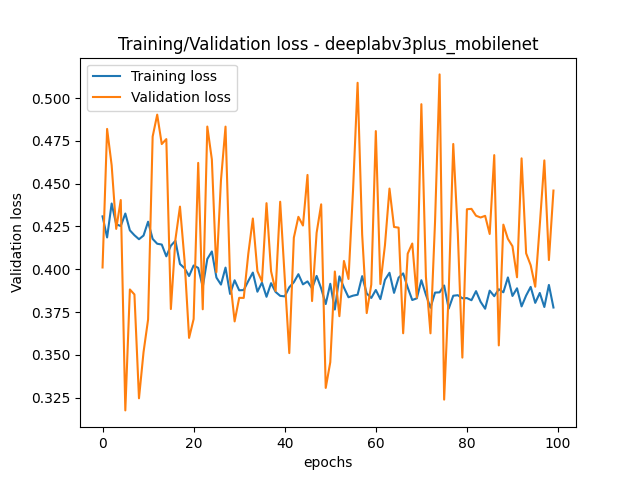 Training/Validation loss - deeplabv3plus_mobilenet
Training loss
Validation loss
Validation loss
0.500
0.475
0.450
0.425
0.400
0.375
0.350
0.325
0
20
40
60
80
100
epochs